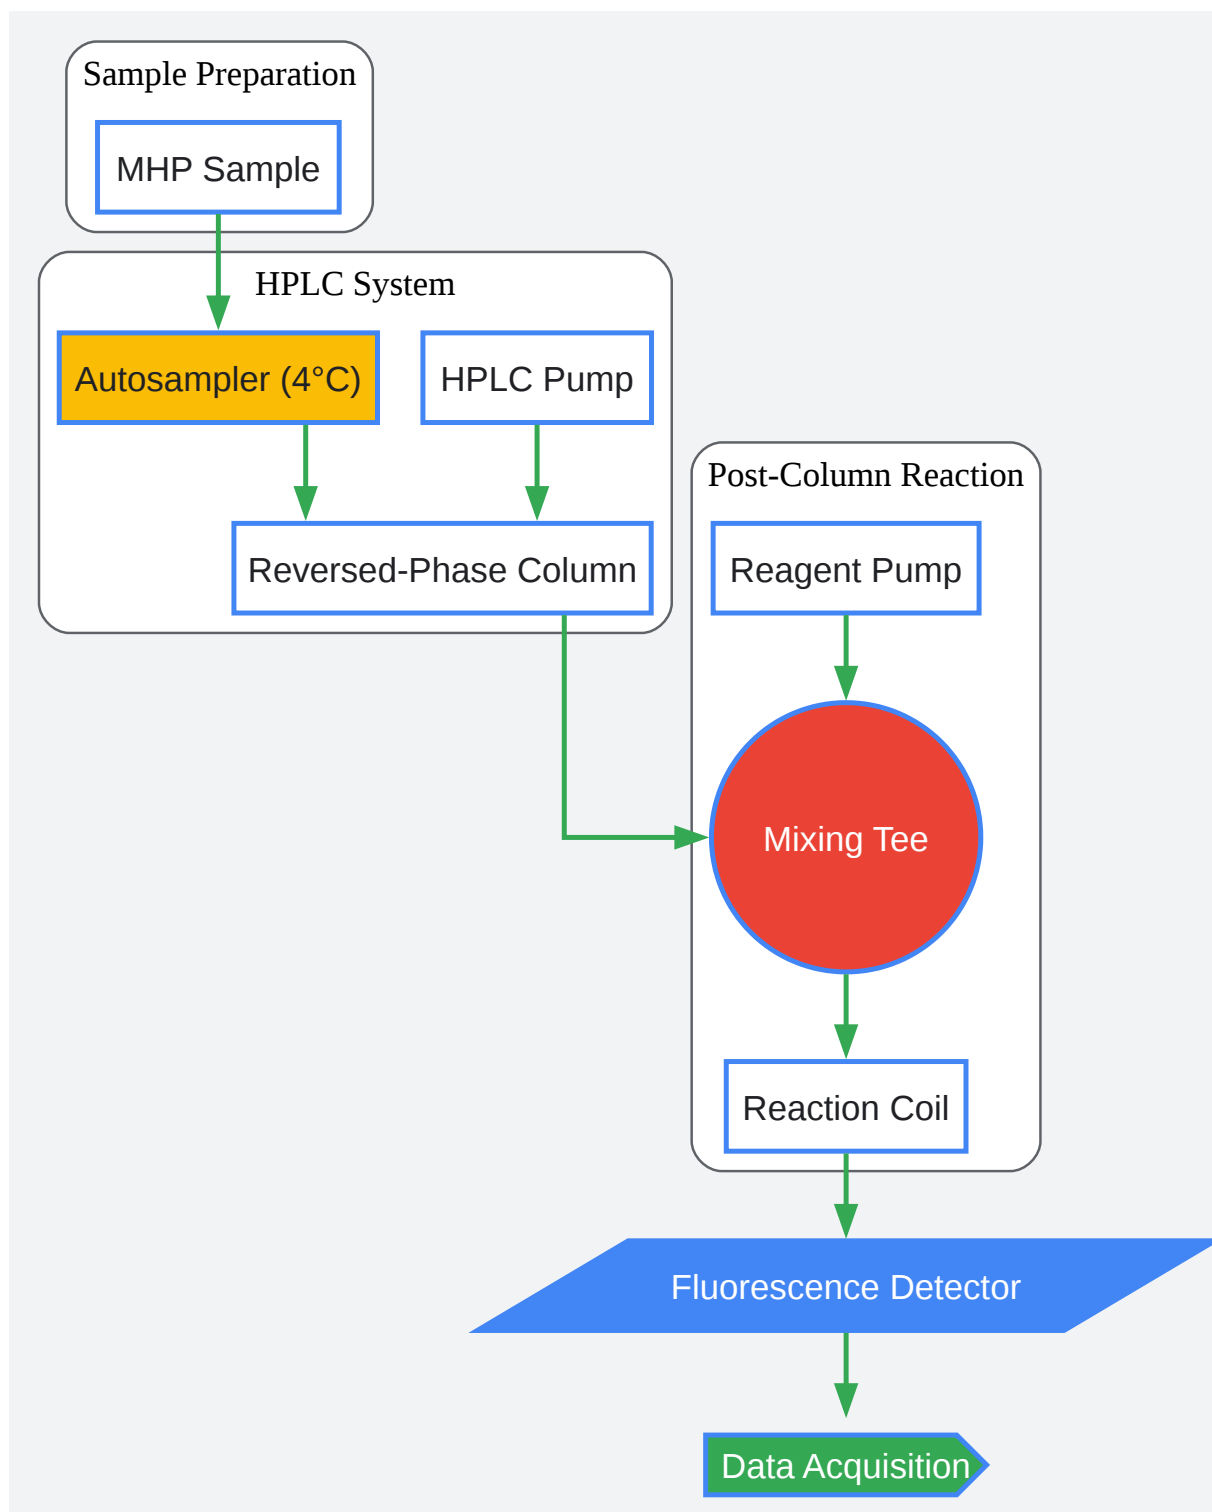 Sample Preparation
MHP Sample
HPLC System
Autosampler (4°C)
HPLC Pump
Reversed-Phase Column
Post-Column Reaction
Reagent Pump
Mixing Tee
Reaction Coil
Fluorescence Detector
Data Acquisition